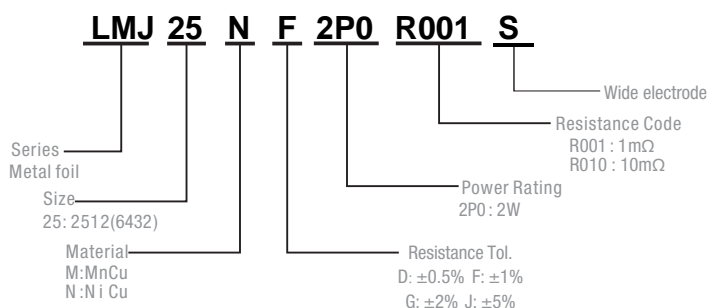 LMJ 25 N F 2P0 R001 S
Wide electrode
Resistance Code
R001 : 1mΩ
R010 : 10mΩ
Series
Metal foil
Power Rating
2P0 : 2W
Size
25: 2512(6432)
Material
M:MnCu
N:Ni Cu
Resistance Tol.
D: ±0.5% F: ±1%
G: ±2% J: ±5%